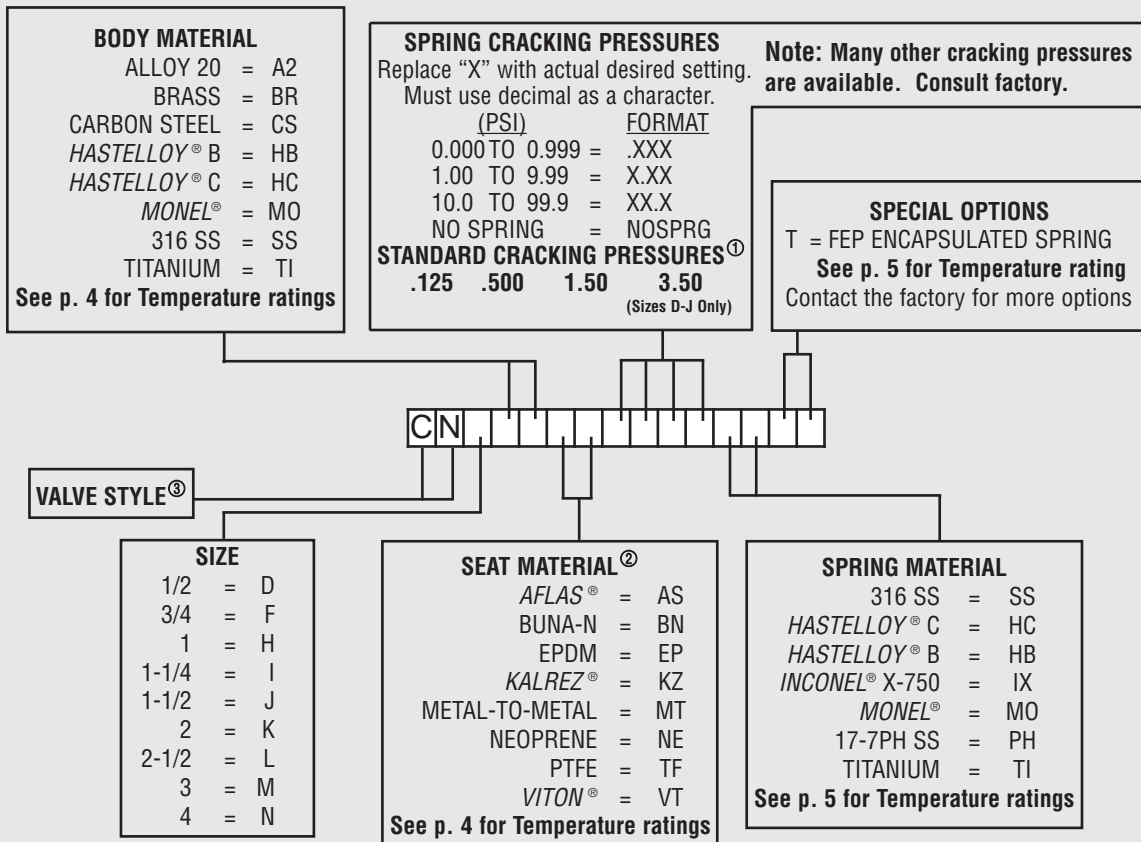 BODY MATERIAL
ALLOY 20 = A2
BRASS = BR
CARBON STEEL = CS
HASTELLOY® B = HB
HASTELLOY® C = HC
MONEL® = MO
316 SS = SS
TITANIUM = TI
See p. 4 for Temperature ratings
SPRING CRACKING PRESSURES
Replace “X” with actual desired setting.
Must use decimal as a character.
(PSI) FORMAT
0.000 TO 0.999 = .XXX
1.00 TO 9.99 = X.XX
10.0 TO 99.9 = XX.X
NO SPRING = NOSPRG
STANDARD CRACKING PRESSURES①
.125 .500 1.50 3.50
(Sizes D-J Only)
Note: Many other cracking pressures
are available. Consult factory.
SPECIAL OPTIONS
T = FEP ENCAPSULATED SPRING
See p. 5 for Temperature rating
Contact the factory for more options
CN
VALVE STYLE③
SIZE
1/2 = D
3/4 = F
1 = H
1-1/4 = I
1-1/2 = J
2 = K
2-1/2 = L
3 = M
4 = N
SEAT MATERIAL②
AFLAS® = AS
BUNA-N = BN
EPDM = EP
KALREZ® = KZ
METAL-TO-METAL = MT
NEOPRENE = NE
PTFE = TF
VITON® = VT
See p. 4 for Temperature ratings
SPRING MATERIAL
316 SS = SS
HASTELLOY® C = HC
HASTELLOY® B = HB
INCONEL® X-750 = IX
MONEL® = MO
17-7PH SS = PH
TITANIUM = TI
See p. 5 for Temperature ratings